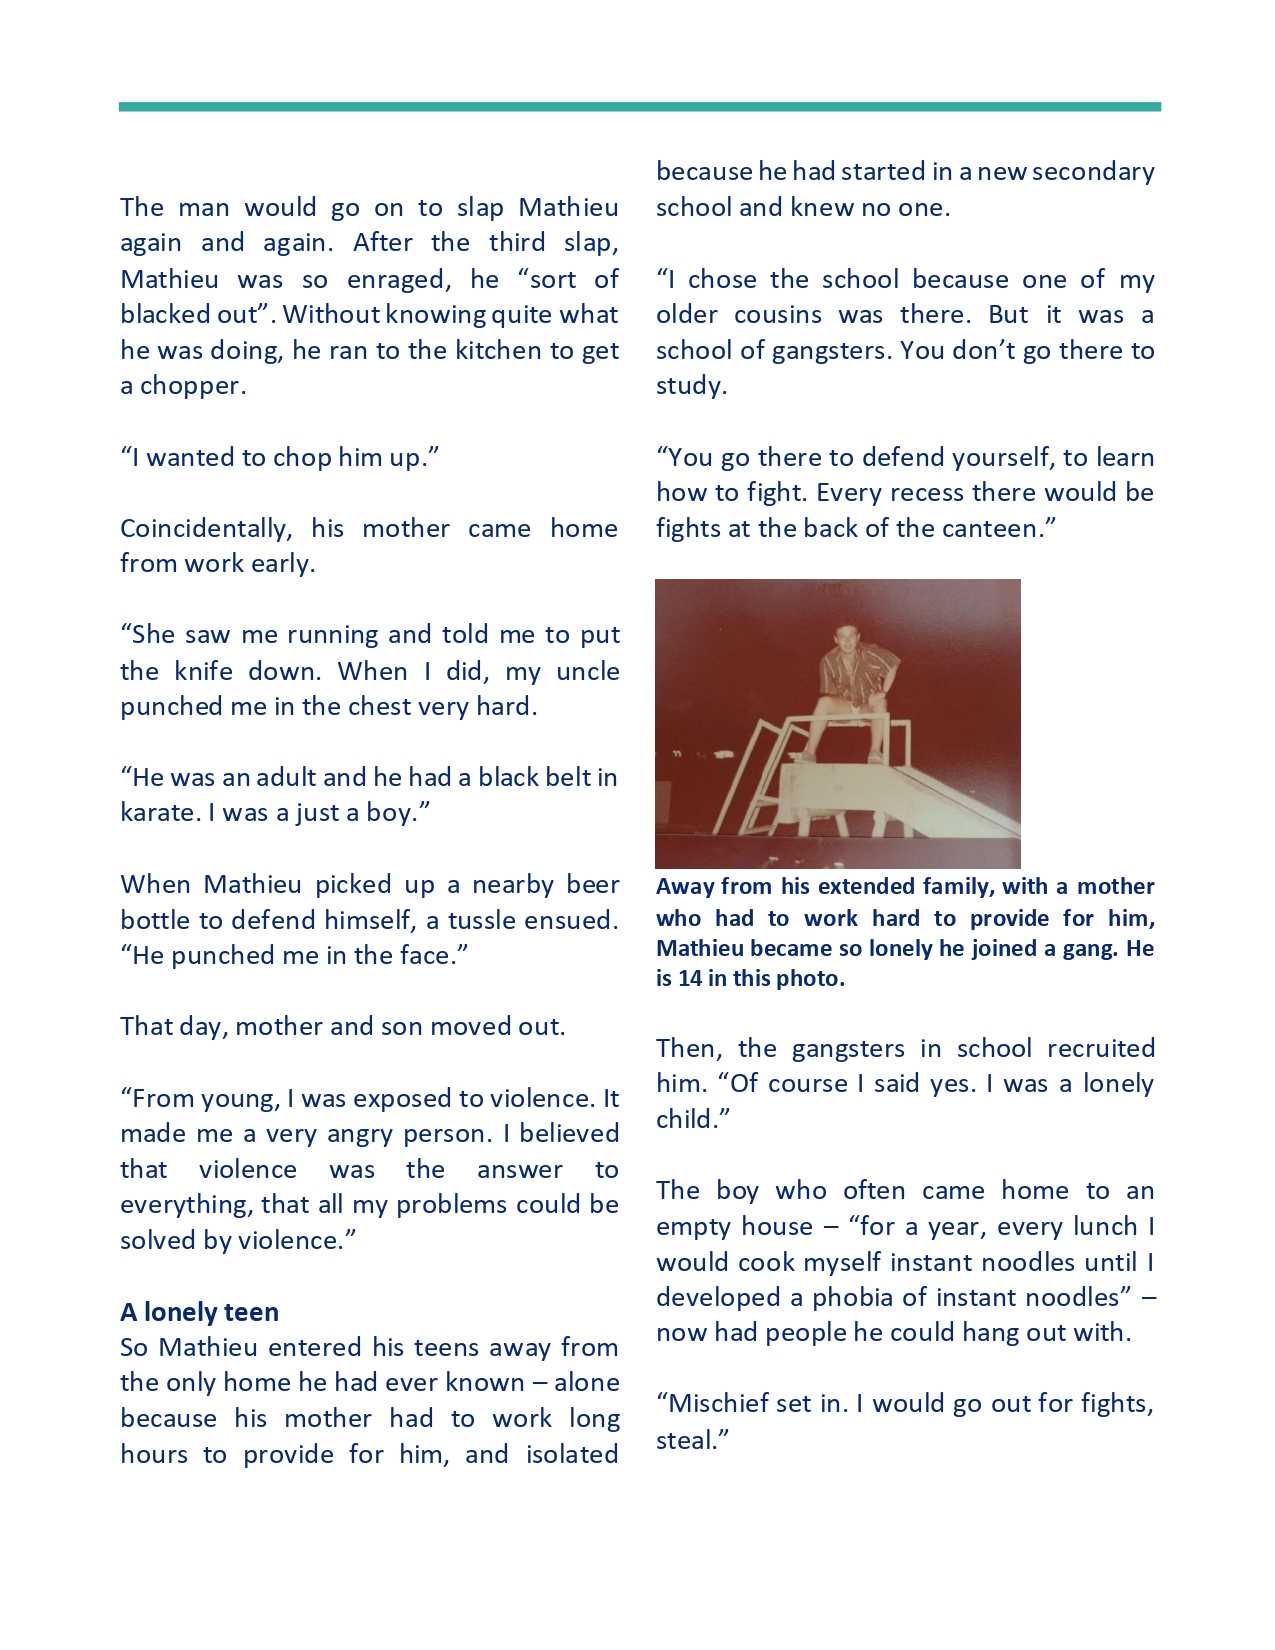 The man would go on to slap Mathieu
again and again. After the third slap,
Mathieu was so enraged, he “sort of
blacked out”. Without knowing quite what
he was doing, he ran to the kitchen to get
a chopper.
“I wanted to chop him up.”
Coincidentally, his mother came home
from work early.
“She saw me running and told me to put
the knife down. When I did, my uncle
punched me in the chest very hard.
“He was an adult and he had a black belt in
karate. I was a just a boy.”
When Mathieu picked up a nearby beer
bottle to defend himself, a tussle ensued.
“He punched me in the face.”
That day, mother and son moved out.
“From young, I was exposed to violence. It
made me a very angry person. I believed
that violence was the answer to
everything, that all my problems could be
solved by violence.”
A lonely teen
So Mathieu entered his teens away from
the only home he had ever known – alone
because his mother had to work long
hours to provide for him, and isolated
because he had started in a new secondary
school and knew no one.
“I chose the school because one of my
older cousins was there. But it was a
school of gangsters. You don’t go there to
study.
“You go there to defend yourself, to learn
how to fight. Every recess there would be
fights at the back of the canteen.”
Away from his extended family, with a mother
who had to work hard to provide for him,
Mathieu became so lonely he joined a gang. He
is 14 in this photo.
Then, the gangsters in school recruited
him. “Of course I said yes. I was a lonely
child.”
The boy who often came home to an
empty house – “for a year, every lunch I
would cook myself instant noodles until I
developed a phobia of instant noodles” –
now had people he could hang out with.
“Mischief set in. I would go out for fights,
steal.”